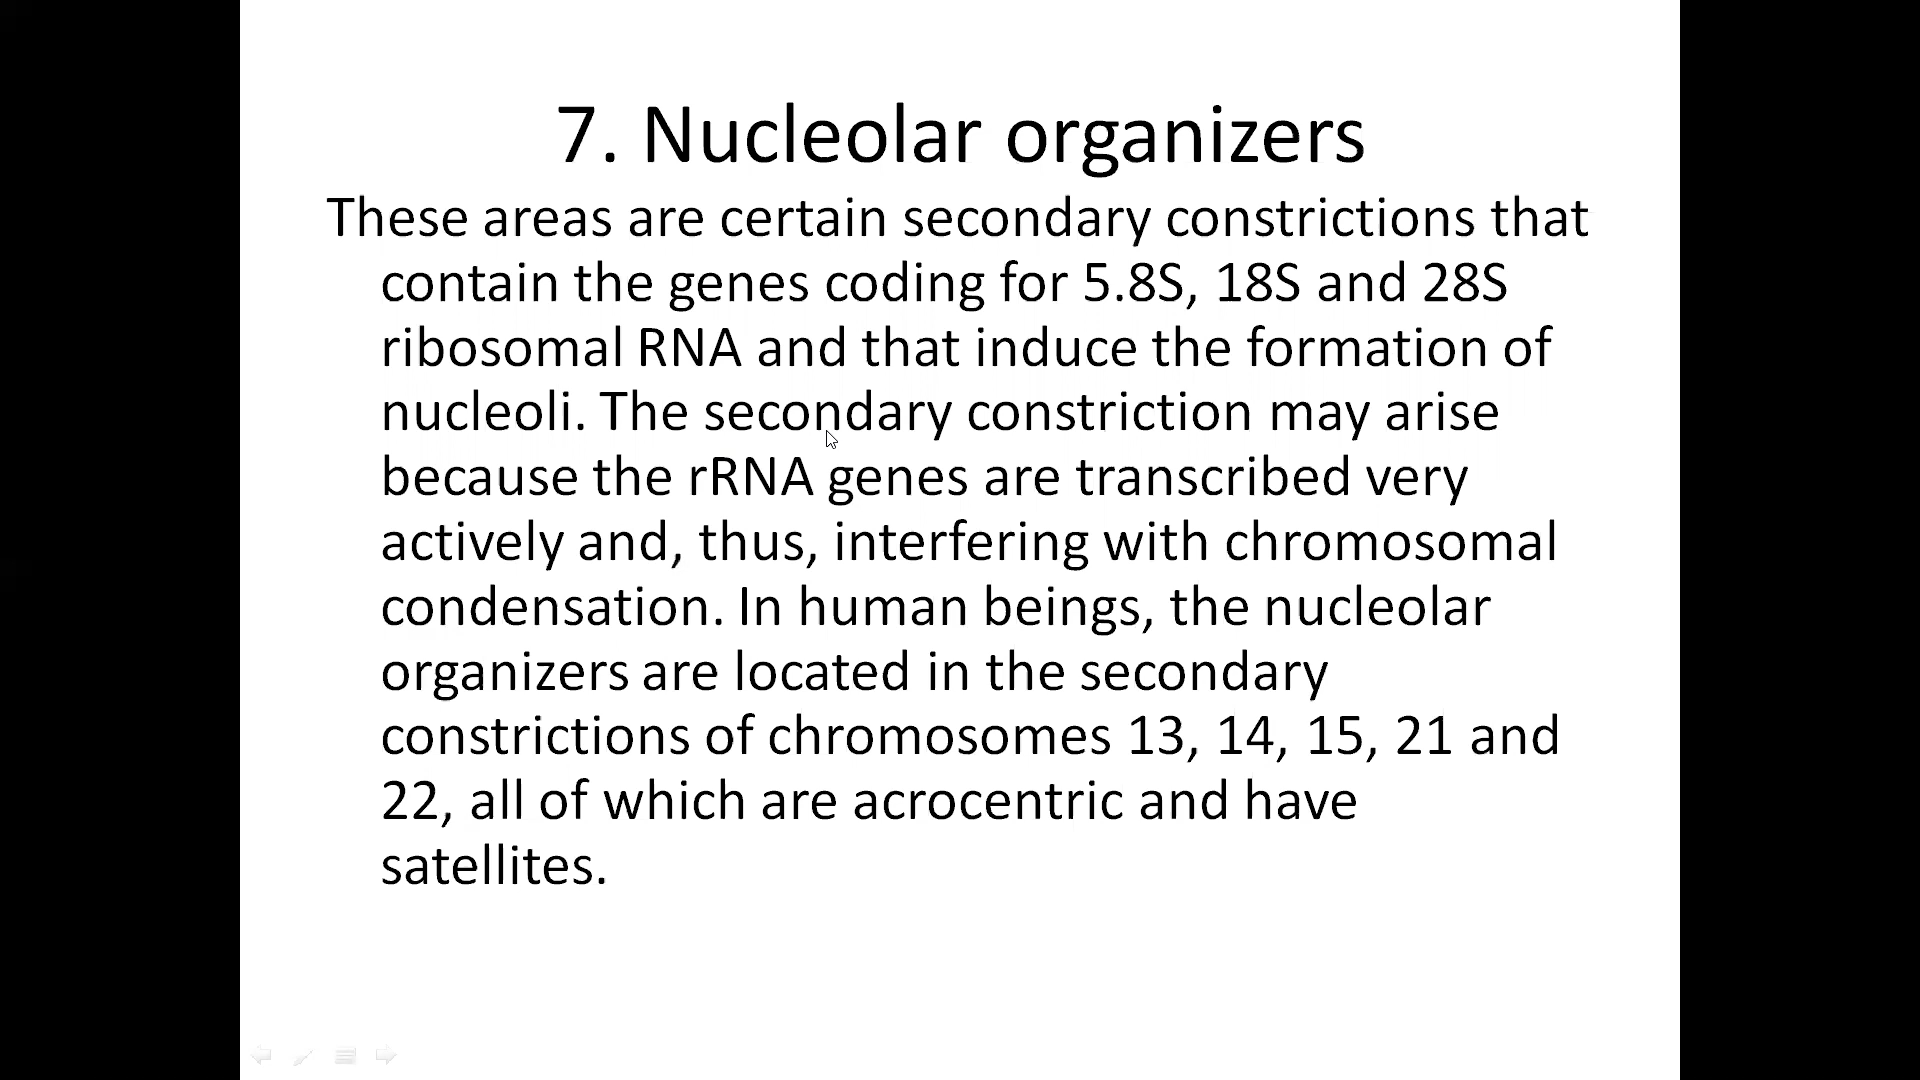 7. Nucleolar organizers
These areas are certain secondary constrictions that
contain the genes coding for 5.8S, 18S and 28S
ribosomal RNA and that induce the formation of
nucleoli. The secondary constriction may arise
because the rRNA genes are transcribed very
actively and, thus, interfering with chromosomal
condensation. In human beings, the nucleolar
organizers are located in the secondary
constrictions of chromosomes 13, 14, 15, 21 and
22, all of which are acrocentric and have
satellites.